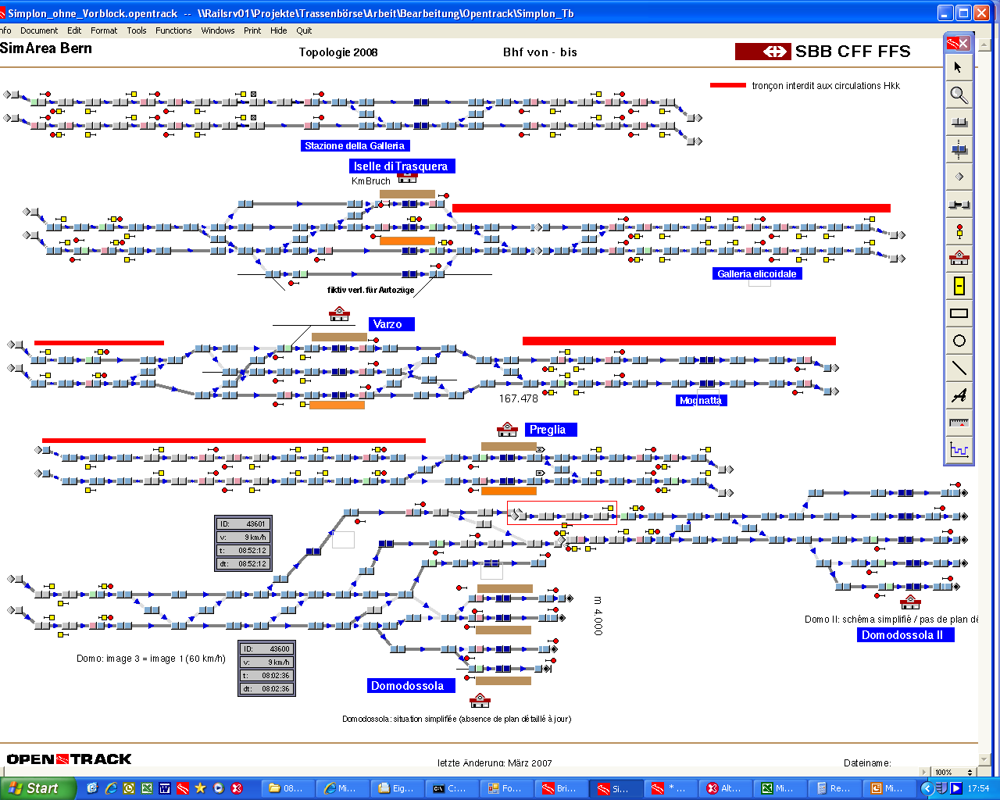 Simplon_ohne_Vorblock.opentrack -- \\Railsrv01\Projekte\Trassenbörse\Arbeit\Bearbeitung\Opentrack\Simplon_Tb
nfo Document Edit Format Tools Functions Windows Print Hide Quit
SimArea Bern
Topologie 2008
Bhf von - bis
SBB CFF FFS
tronçon interdit aux circulations Hkk
Stazione della Galleria
Iselle di Trasquera
KmBruch
Galleria elicoidale
fiktiv verl. für Autozüge
Varzo
167.478
Mognatta
Preglia
ID: 43601
v: 9 km/h
t: 08:52:12
dt: 08:52:12
m 4.000
Domo II: schéma simplifié / pas de plan dé
Domodossola II
Domo: image 3 = image 1 (60 km/h)
ID: 43600
v: 9 km/h
t: 08:02:36
dt: 08:02:36
Domodossola
Domodossola: situation simplifiée (absence de plan détaillé à jour)
OPENTRACK
letzte Änderung: März 2007
Dateiname:
100%
Start
08...
Mi...
Eig...
C:...
Fo...
Bri...
Si...
* ...
Alt...
Mi...
Re...
Mi...
17:54